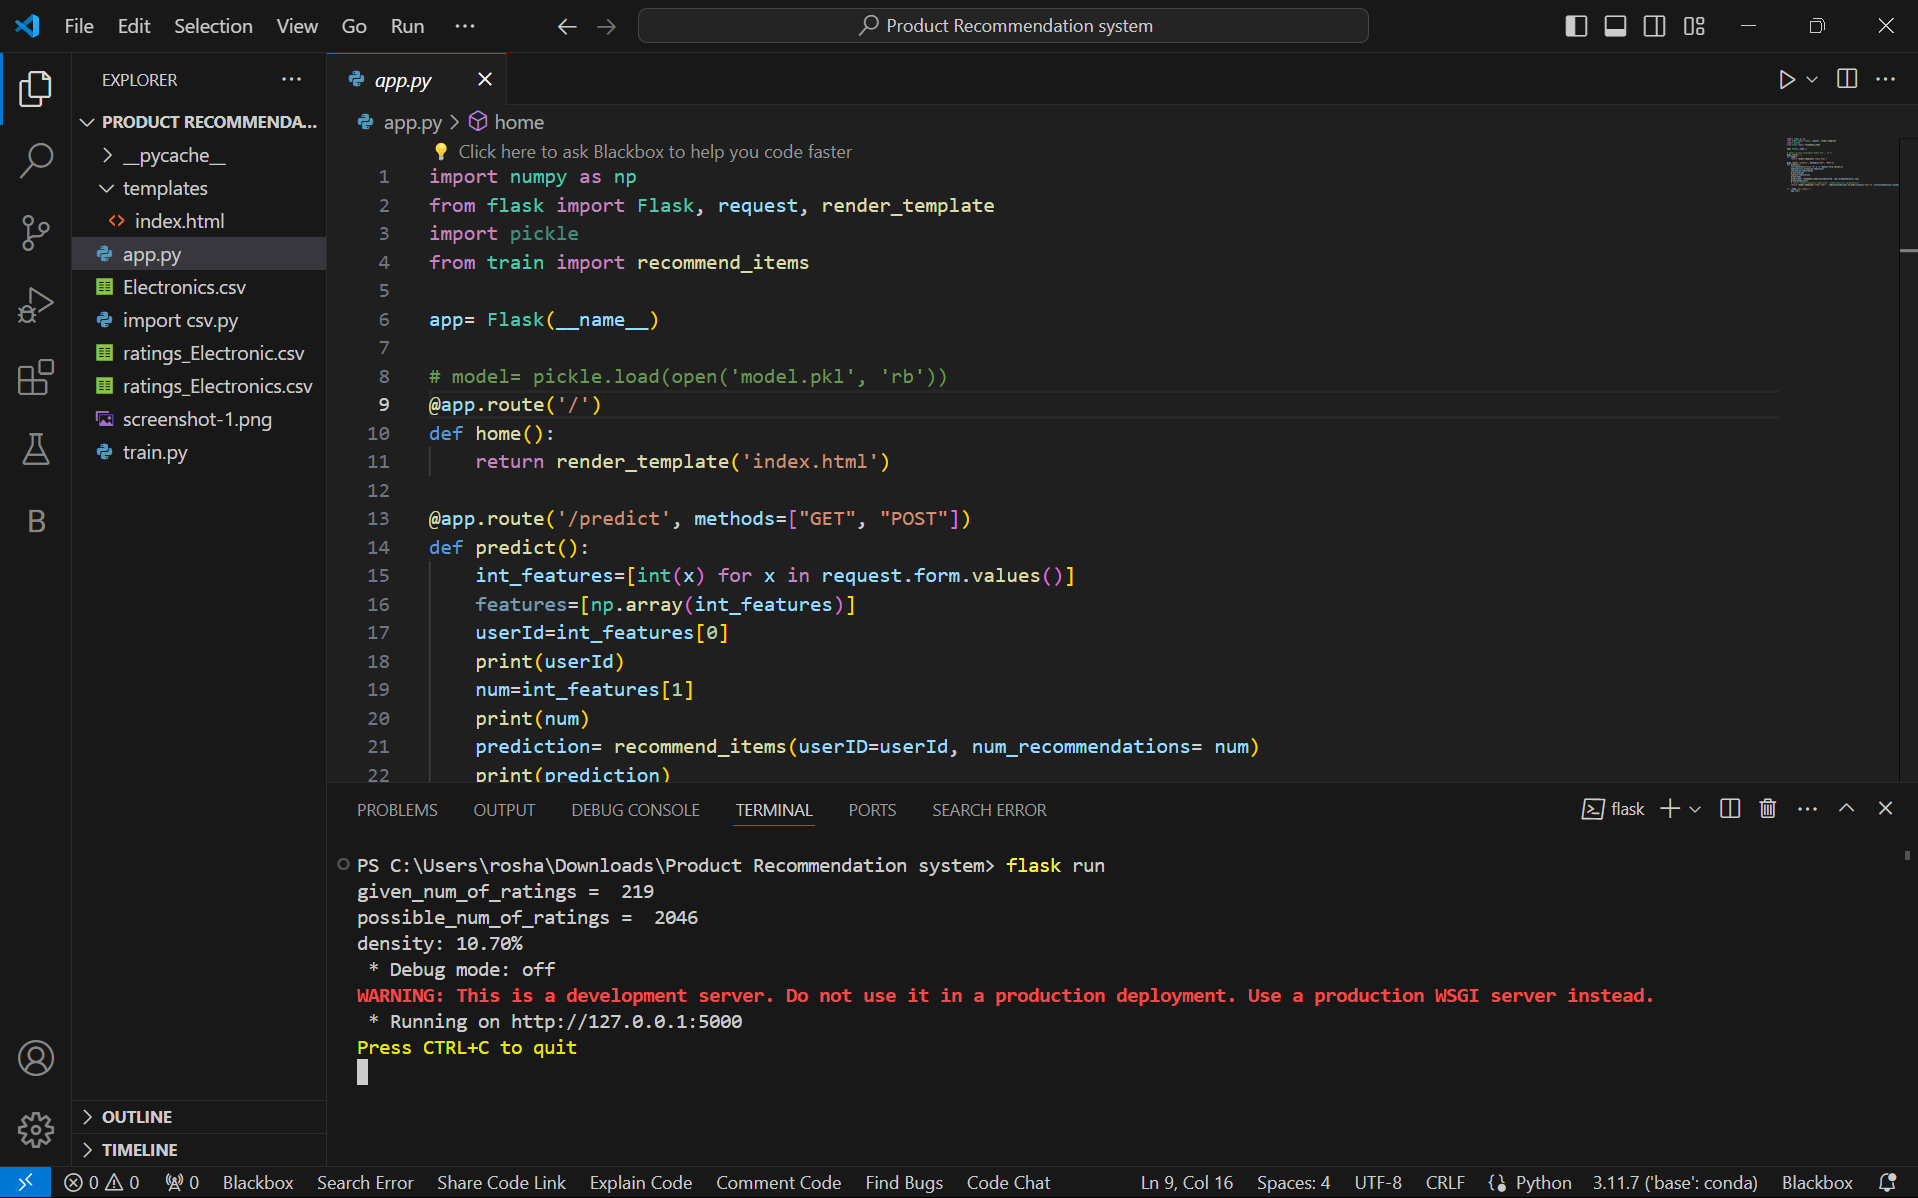 File Edit Selection View Go Run ··· Product Recommendation system
EXPLORER ···
PRODUCT RECOMMENDA...
__pycache__
templates
index.html
app.py
Electronics.csv
import csv.py
ratings_Electronic.csv
ratings_Electronics.csv
screenshot-1.png
train.py
B
OUTLINE
TIMELINE
app.py
app.py > home
Click here to ask Blackbox to help you code faster
1 import numpy as np
2 from flask import Flask, request, render_template
3 import pickle
4 from train import recommend_items
5
6 app= Flask(__name__)
7
8 # model= pickle.load(open('model.pkl', 'rb'))
9 @app.route('/')
10 def home():
11     return render_template('index.html')
12
13 @app.route('/predict', methods=["GET", "POST"])
14 def predict():
15     int_features=[int(x) for x in request.form.values()]
16     features=[np.array(int_features)]
17     userId=int_features[0]
18     print(userId)
19     num=int_features[1]
20     print(num)
21     prediction= recommend_items(userID=userId, num_recommendations= num)
22     print(prediction)
PROBLEMS OUTPUT DEBUG CONSOLE TERMINAL PORTS SEARCH ERROR flask
PS C:\Users\rosha\Downloads\Product Recommendation system> flask run
given_num_of_ratings =  219
possible_num_of_ratings =  2046
density: 10.70%
 * Debug mode: off
WARNING: This is a development server. Do not use it in a production deployment. Use a production WSGI server instead.
 * Running on http://127.0.0.1:5000
Press CTRL+C to quit
0 0 0 Blackbox Search Error Share Code Link Explain Code Comment Code Find Bugs Code Chat Ln 9, Col 16 Spaces: 4 UTF-8 CRLF Python 3.11.7 ('base': conda) Blackbox